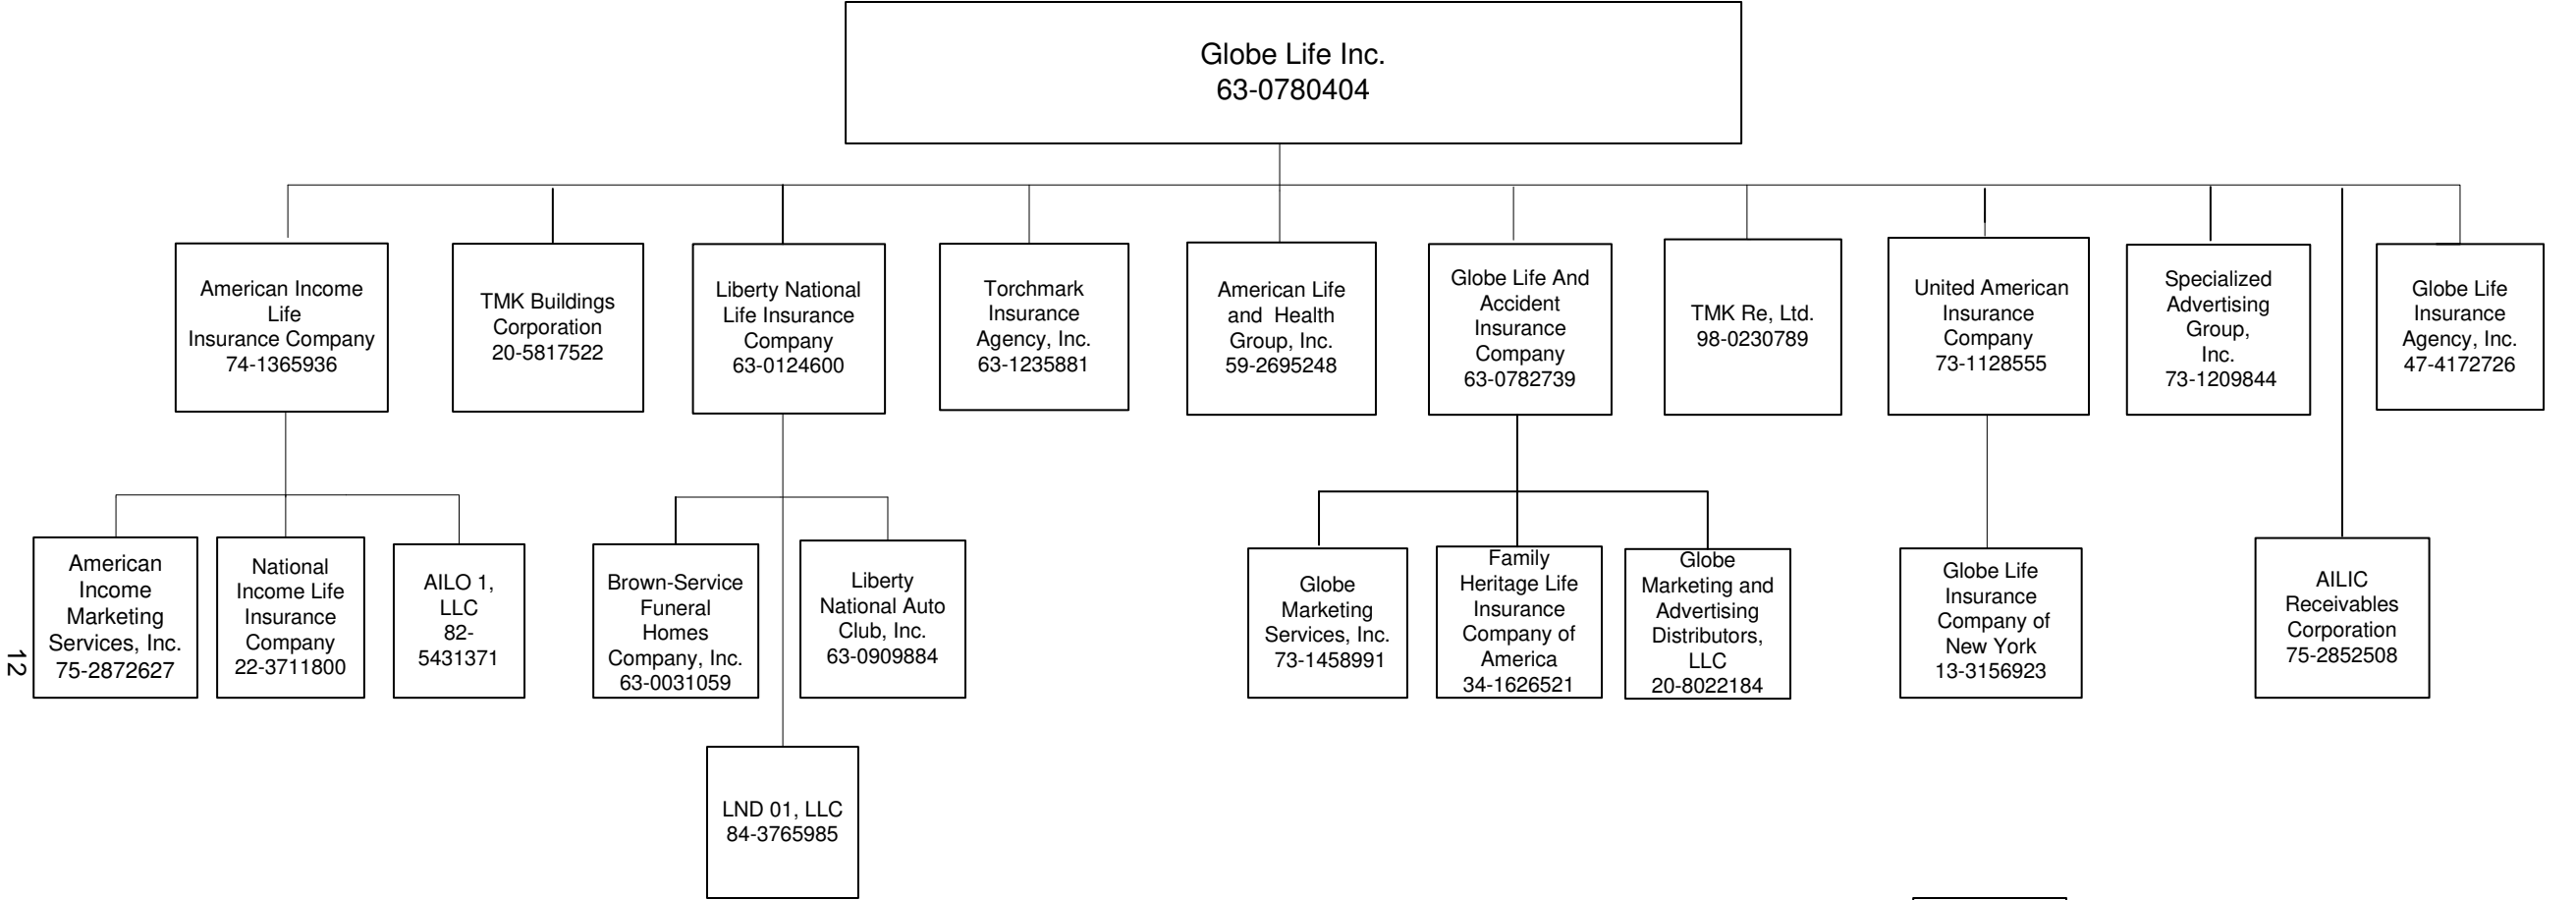 Globe Life Inc.
63-0780404
American Income
Life
Insurance Company
74-1365936
TMK Buildings
Corporation
20-5817522
Liberty National
Life Insurance
Company
63-0124600
Torchmark
Insurance
Agency, Inc.
63-1235881
American Life
and Health
Group, Inc.
59-2695248
Globe Life And
Accident
Insurance
Company
63-0782739
TMK Re, Ltd.
98-0230789
United American
Insurance
Company
73-1128555
Specialized
Advertising
Group,
Inc.
73-1209844
Globe Life
Insurance
Agency, Inc.
47-4172726
American
Income
Marketing
Services, Inc.
75-2872627
National
Income Life
Insurance
Company
22-3711800
AILO 1,
LLC
82-
5431371
Brown-Service
Funeral
Homes
Company, Inc.
63-0031059
Liberty
National Auto
Club, Inc.
63-0909884
Globe
Marketing
Services, Inc.
73-1458991
Family
Heritage Life
Insurance
Company of
America
34-1626521
Globe
Marketing and
Advertising
Distributors,
LLC
20-8022184
Globe Life
Insurance
Company of
New York
13-3156923
AILIC
Receivables
Corporation
75-2852508
LND 01, LLC
84-3765985
12